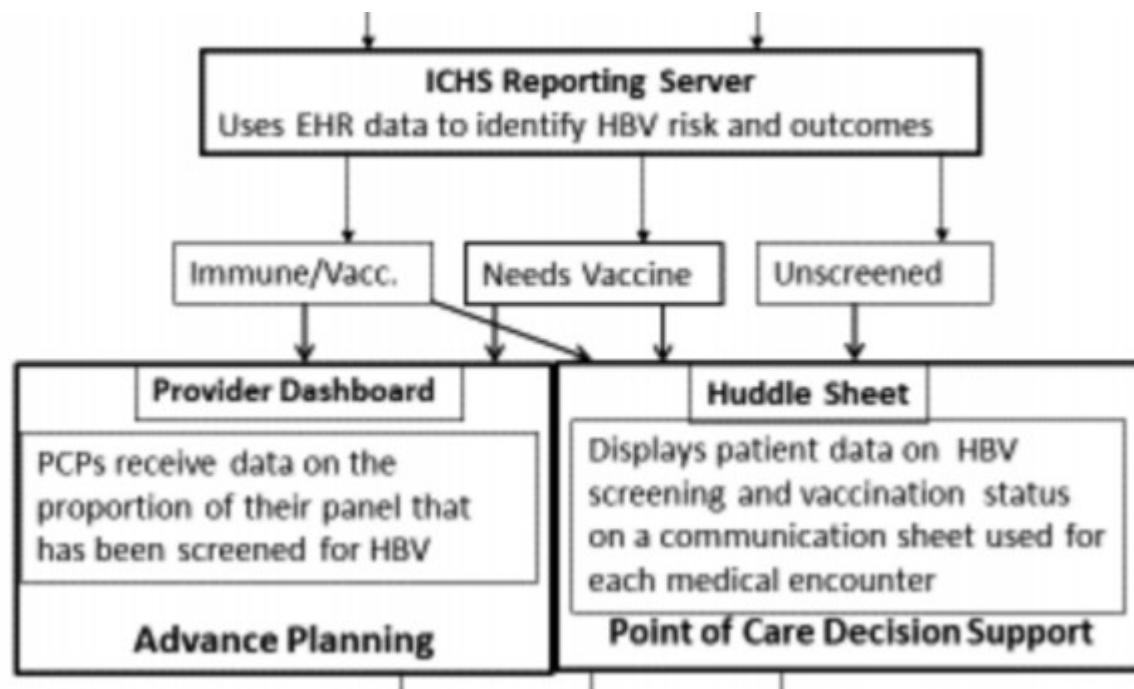 ICHS Reporting Server
Uses EHR data to identify HBV risk and outcomes
Immune/Vacc.
Needs Vaccine
Unscreened
Provider Dashboard
PCPs receive data on the
proportion of their panel that
has been screened for HBV
Advance Planning
Huddle Sheet
Displays patient data on HBV
screening and vaccination status
on a communication sheet used for
each medical encounter
Point of Care Decision Support